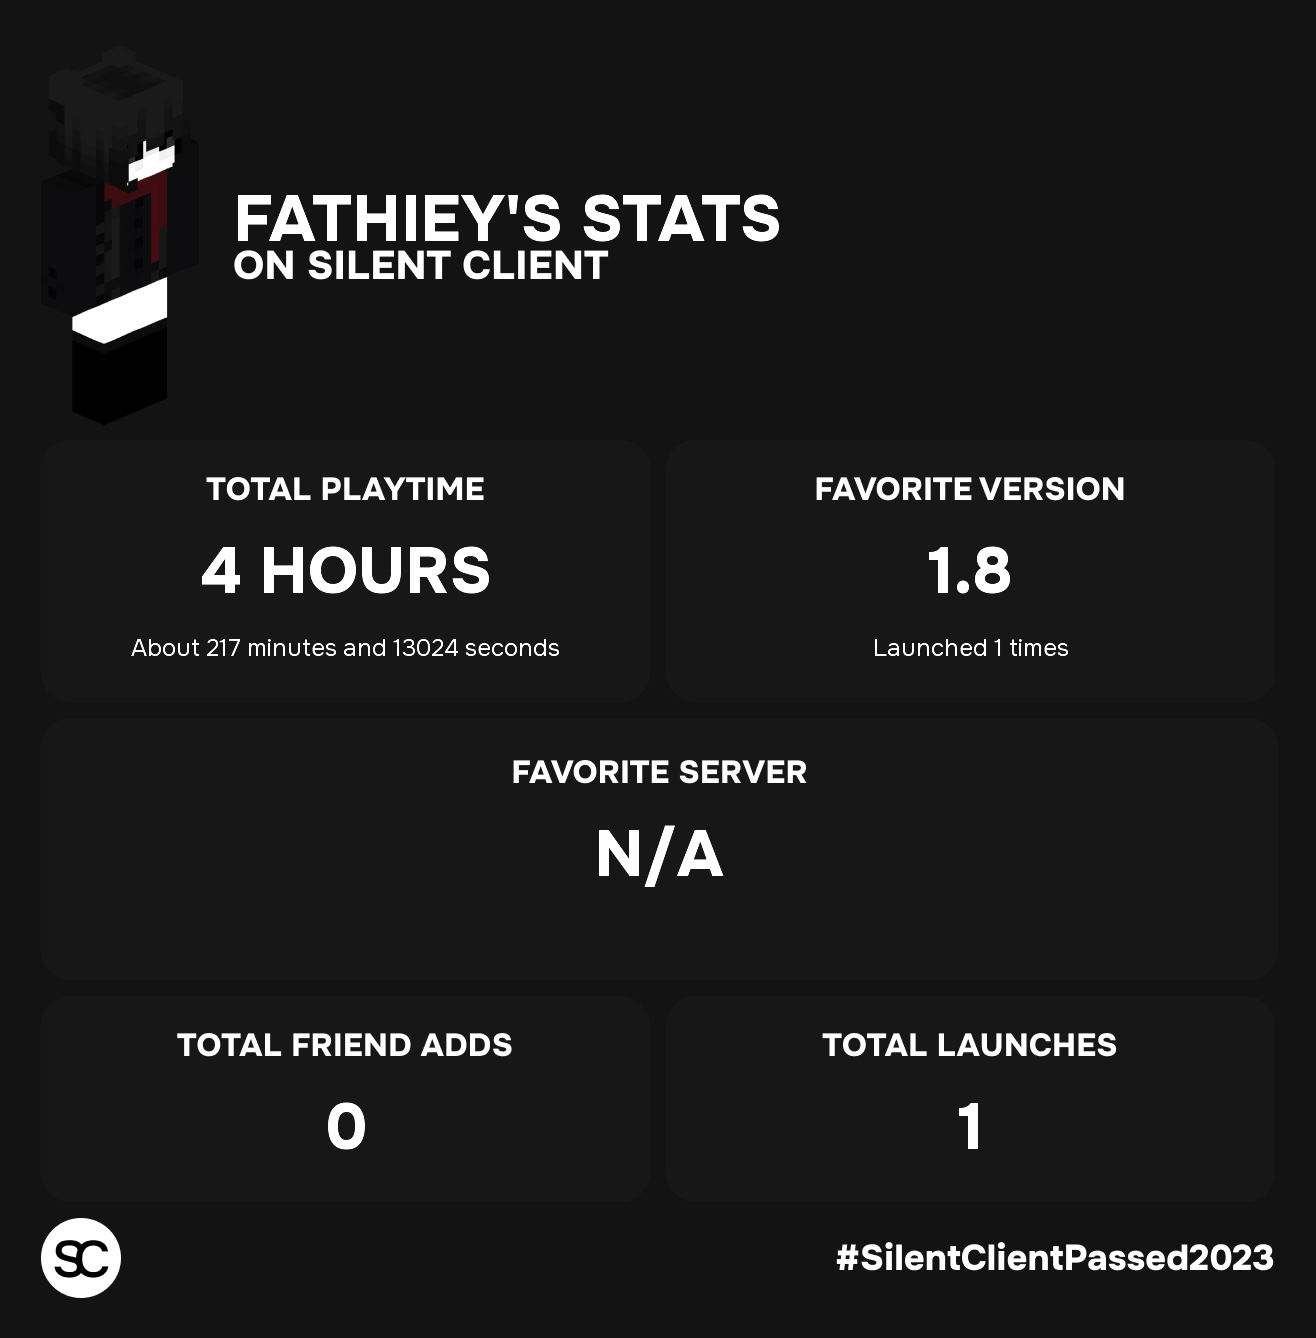 FATHIEY'S STATS
ON SILENT CLIENT
TOTAL PLAYTIME
4 HOURS
About 217 minutes and 13024 seconds
FAVORITE VERSION
1.8
Launched 1 times
FAVORITE SERVER
N/A
TOTAL FRIEND ADDS
0
TOTAL LAUNCHES
1
SC
#SilentClientPassed2023